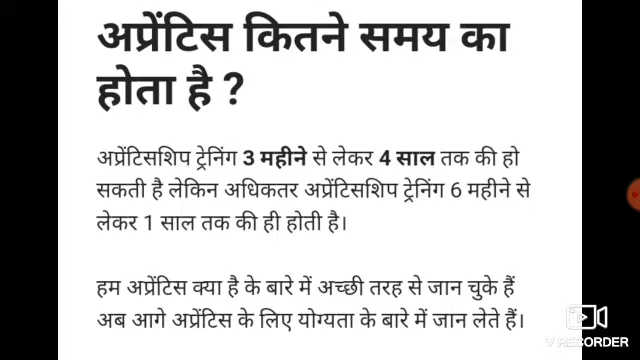 अप्रेंटिस कितने समय का
होता है ?
अप्रेंटिसशिप ट्रेनिंग 3 महीने से लेकर 4 साल तक की हो
सकती है लेकिन अधिकतर अप्रेंटिसशिप ट्रेनिंग 6 महीने से
लेकर 1 साल तक की ही होती है।
हम अप्रेंटिस क्या है के बारे में अच्छी तरह से जान चुके हैं
अब आगे अप्रेंटिस के लिए योग्यता के बारे में जान लेते हैं।
V RECORDER